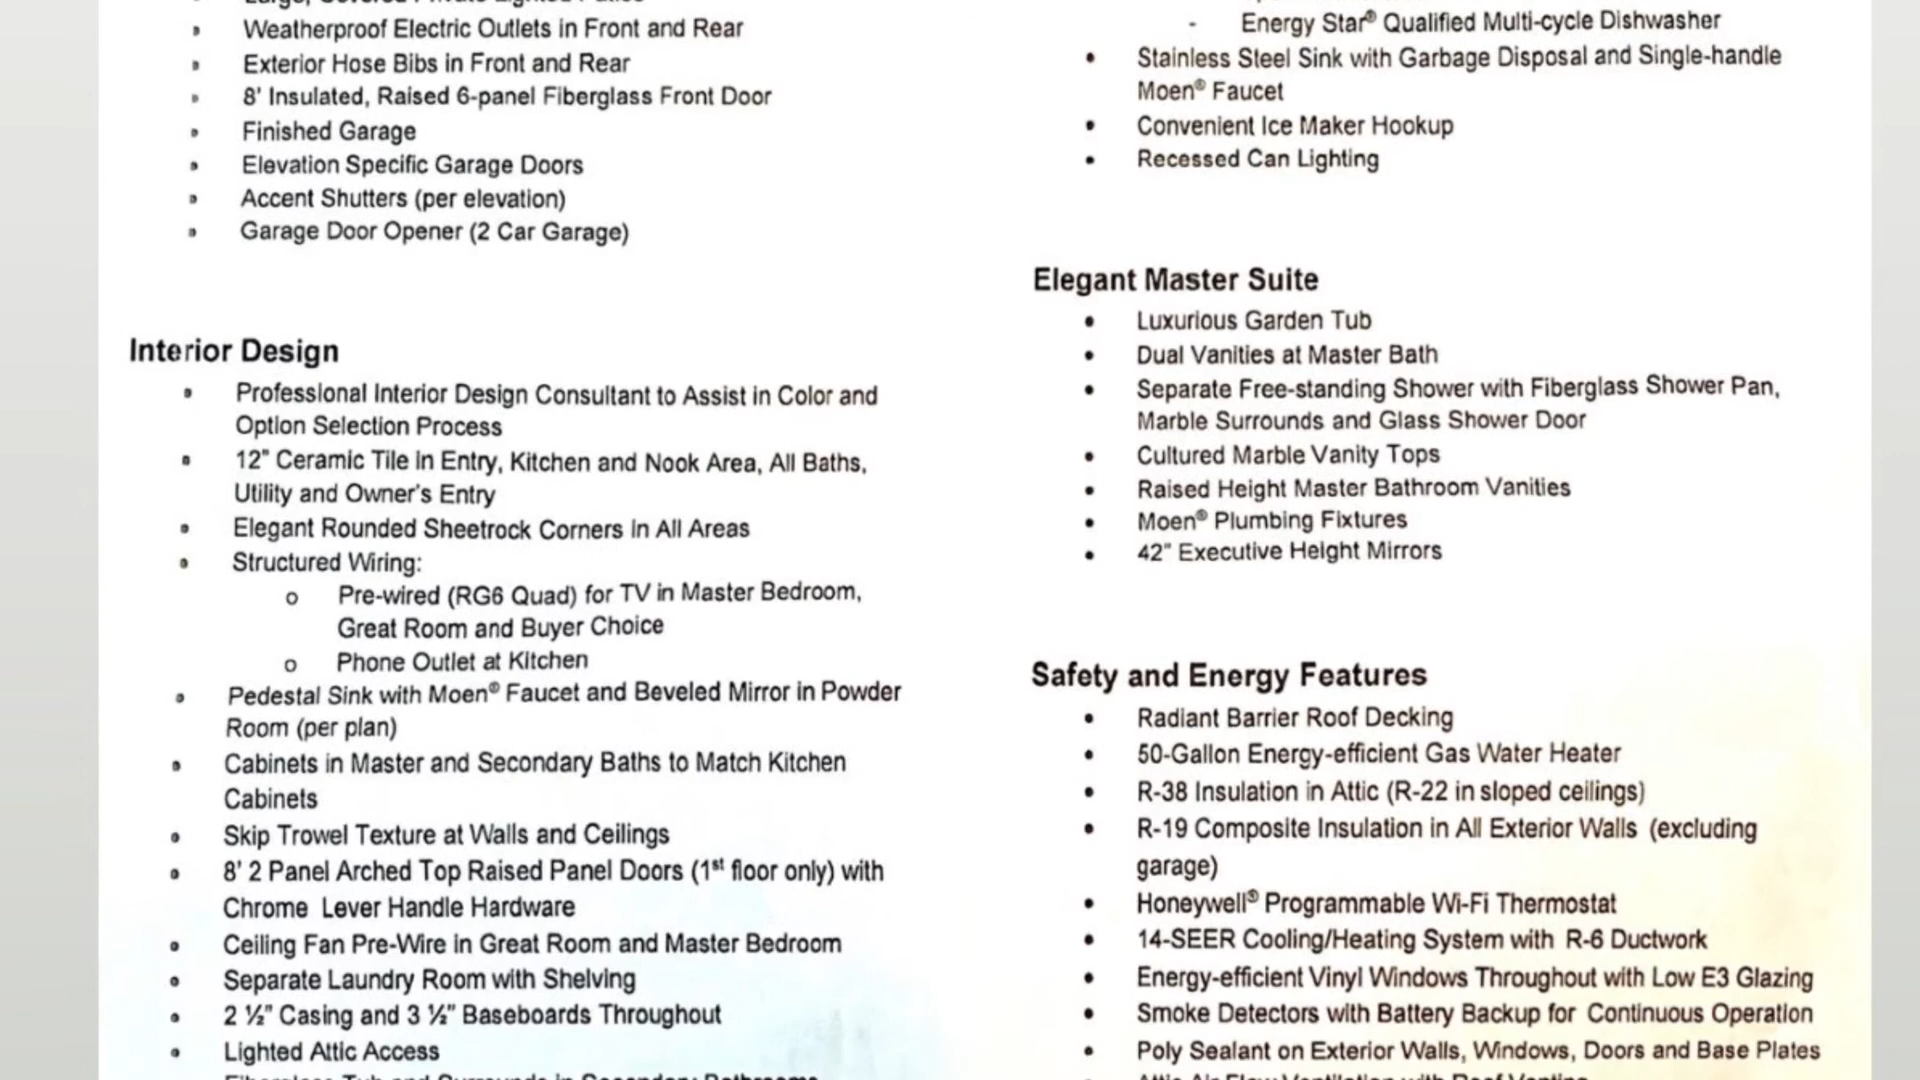 Weatherproof Electric Outlets in Front and Rear
Exterior Hose Bibs in Front and Rear
8' Insulated, Raised 6-panel Fiberglass Front Door
Finished Garage
Elevation Specific Garage Doors
Accent Shutters (per elevation)
Garage Door Opener (2 Car Garage)
Interior Design
Professional Interior Design Consultant to Assist in Color and
Option Selection Process
12" Ceramic Tile in Entry, Kitchen and Nook Area, All Baths,
Utility and Owner's Entry
Elegant Rounded Sheetrock Corners in All Areas
Structured Wiring:
o Pre-wired (RG6 Quad) for TV in Master Bedroom,
Great Room and Buyer Choice
o Phone Outlet at Kitchen
Pedestal Sink with Moen® Faucet and Beveled Mirror in Powder
Room (per plan)
Cabinets in Master and Secondary Baths to Match Kitchen
Cabinets
Skip Trowel Texture at Walls and Ceilings
8' 2 Panel Arched Top Raised Panel Doors (1st floor only) with
Chrome Lever Handle Hardware
Ceiling Fan Pre-Wire in Great Room and Master Bedroom
Separate Laundry Room with Shelving
2 ½" Casing and 3 ½" Baseboards Throughout
Lighted Attic Access
- Energy Star® Qualified Multi-cycle Dishwasher
• Stainless Steel Sink with Garbage Disposal and Single-handle
Moen® Faucet
• Convenient Ice Maker Hookup
• Recessed Can Lighting
Elegant Master Suite
• Luxurious Garden Tub
• Dual Vanities at Master Bath
• Separate Free-standing Shower with Fiberglass Shower Pan,
Marble Surrounds and Glass Shower Door
• Cultured Marble Vanity Tops
• Raised Height Master Bathroom Vanities
• Moen® Plumbing Fixtures
• 42" Executive Height Mirrors
Safety and Energy Features
• Radiant Barrier Roof Decking
• 50-Gallon Energy-efficient Gas Water Heater
• R-38 Insulation in Attic (R-22 in sloped ceilings)
• R-19 Composite Insulation in All Exterior Walls (excluding
garage)
• Honeywell® Programmable Wi-Fi Thermostat
• 14-SEER Cooling/Heating System with R-6 Ductwork
• Energy-efficient Vinyl Windows Throughout with Low E3 Glazing
• Smoke Detectors with Battery Backup for Continuous Operation
• Poly Sealant on Exterior Walls, Windows, Doors and Base Plates